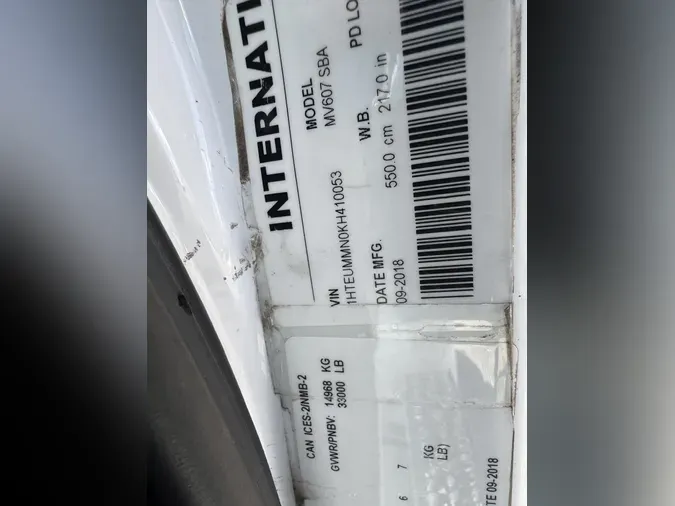 INTERNATI
MODEL
MV607 SBA
VIN
1HTEUMMN0KH410053
W.B.
PD LO
DATE MFG.
09-2018
550.0 cm 217.0 in
CAN ICES-2/NMB-2
GVWR/PNBV: 14968 KG
33000 LB
6 7 KG
LB)
TE 09-2018